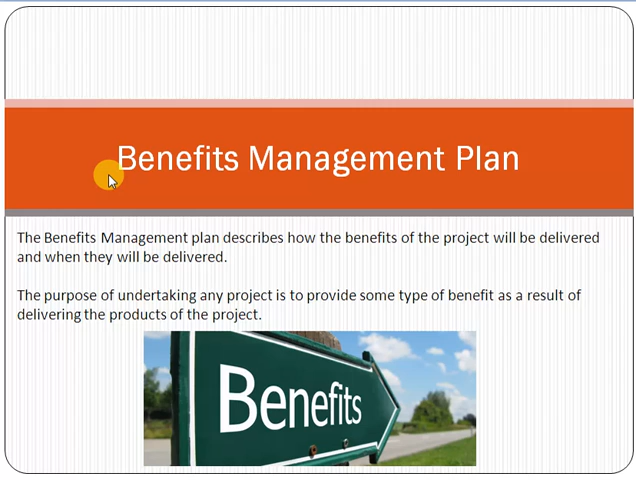 Benefits Management Plan
The Benefits Management plan describes how the benefits of the project will be delivered
and when they will be delivered.
The purpose of undertaking any project is to provide some type of benefit as a result of
delivering the products of the project.
Benefits